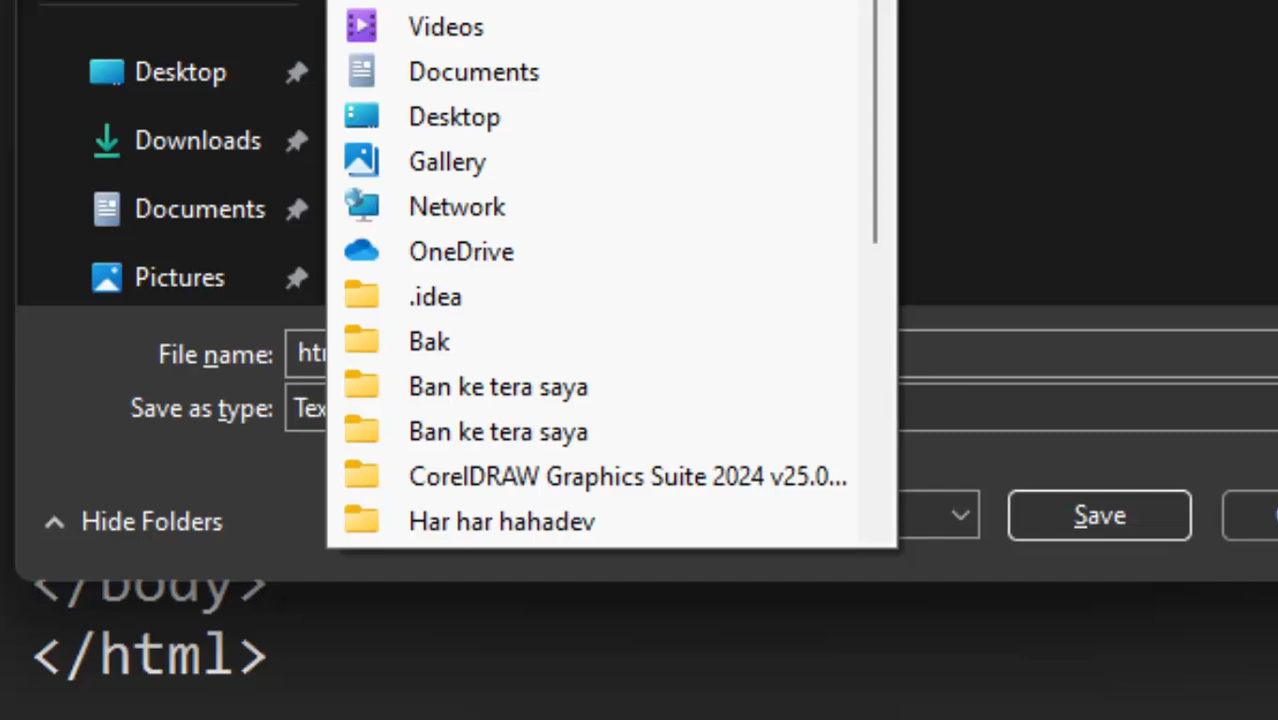 Videos
Documents
Desktop
Gallery
Network
OneDrive
.idea
Bak
Ban ke tera saya
Ban ke tera saya
CorelDRAW Graphics Suite 2024 v25.0...
Har har hahadev
Desktop
Downloads
Documents
Pictures
File name:
Save as type:
Hide Folders
Save
</body>
</html>